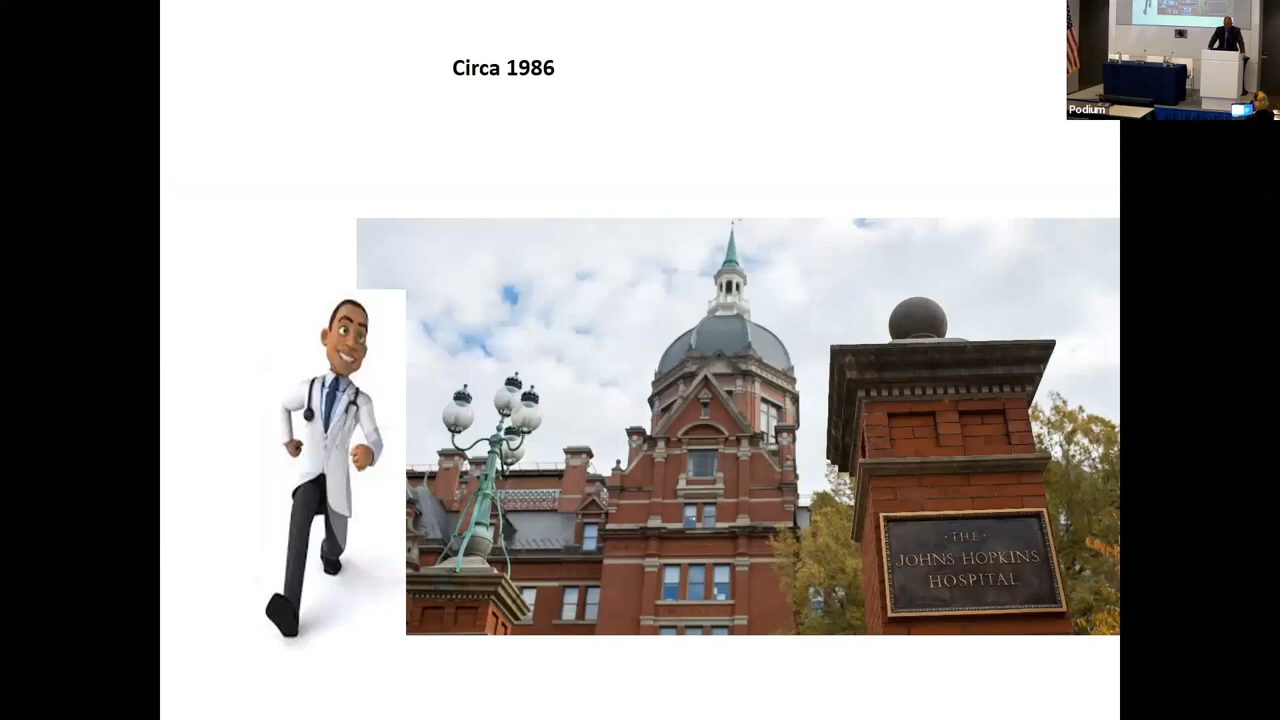 Circa 1986
Podium
·THE·
JOHNS HOPKINS
HOSPITAL